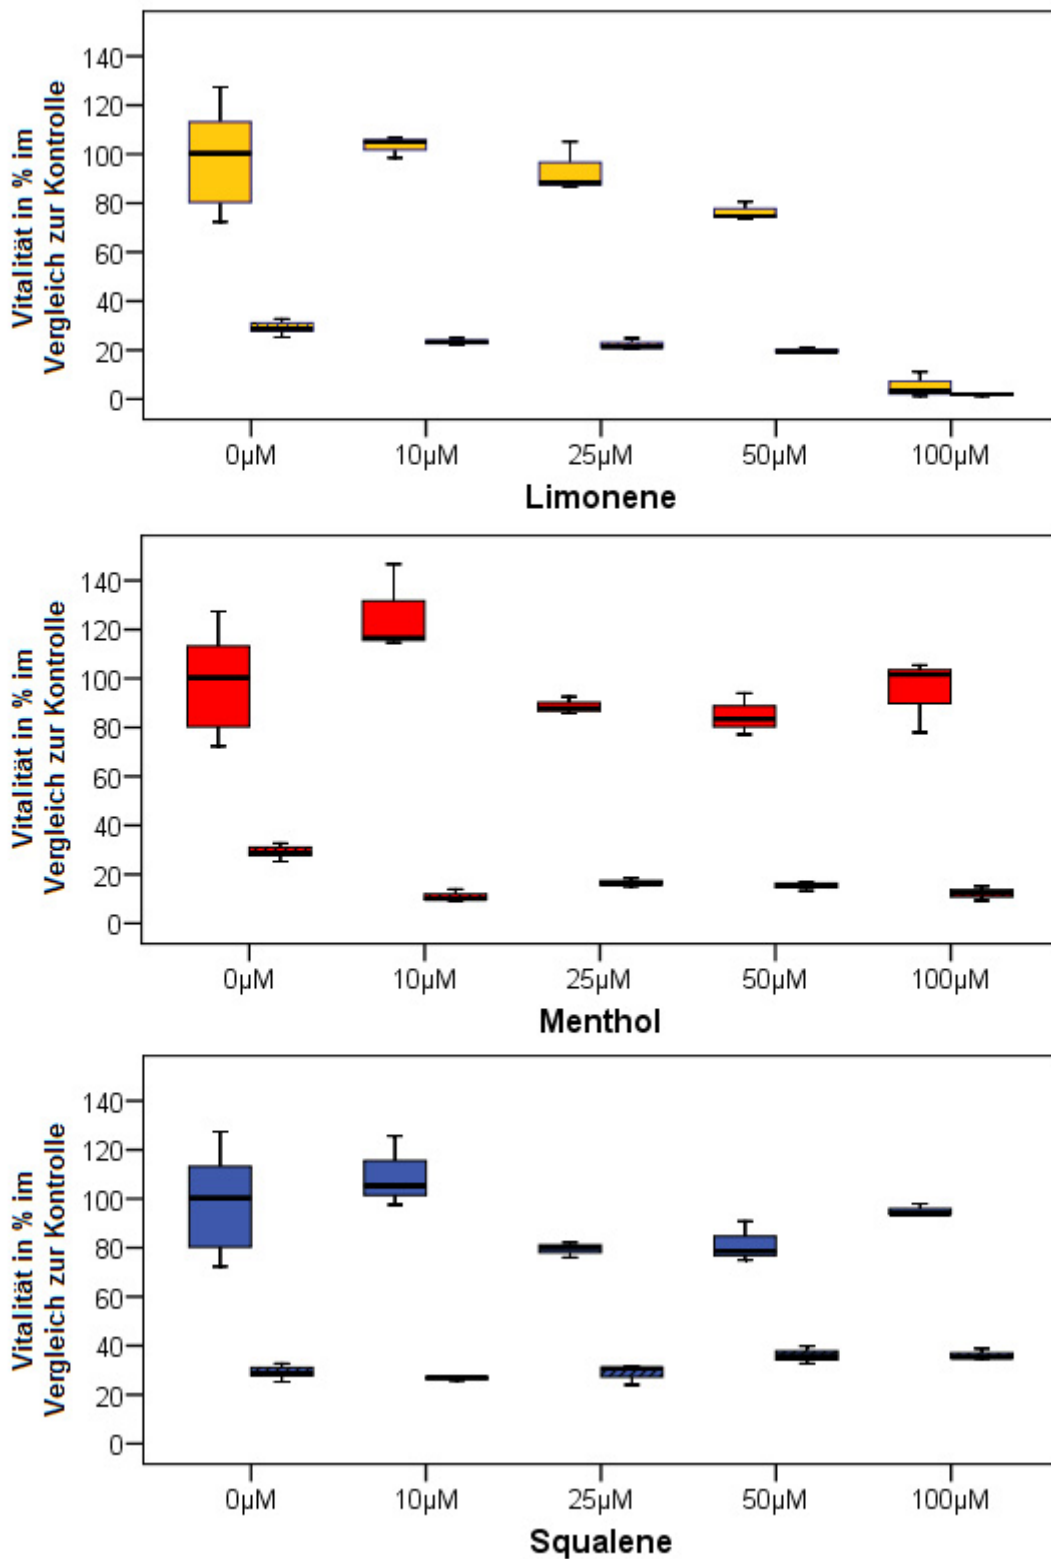 Vitalität in % im
Vergleich zur Kontrolle
140
120
100
80
60
40
20
0
0µM 10µM 25µM 50µM 100µM
Limonene
Vitalität in % im
Vergleich zur Kontrolle
140
120
100
80
60
40
20
0
0µM 10µM 25µM 50µM 100µM
Menthol
Vitalität in % im
Vergleich zur Kontrolle
140
120
100
80
60
40
20
0
0µM 10µM 25µM 50µM 100µM
Squalene